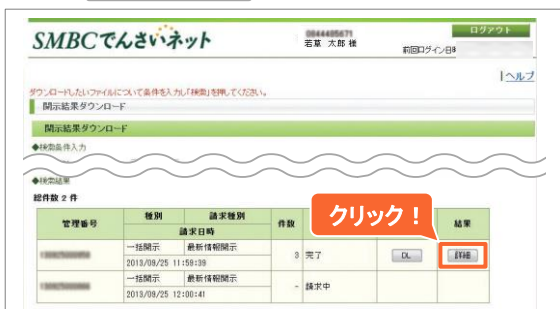 SMBCでんさいネット
若草 太郎 様
ログアウト
前回ログイン日時
ヘルプ
ダウンロードしたいファイルについて条件を入力し「検索」を押してください。
開示結果ダウンロード
開示結果ダウンロード
◆検索条件入力
◆検索結果
総件数 2 件
管理番号 種別 請求種別 件数 結果
請求日時
クリック！
一括開示 最新情報開示 3 完了 DL 詳細
2013/09/25 11:59:39
一括開示 最新情報開示 - 請求中
2013/09/25 12:00:41